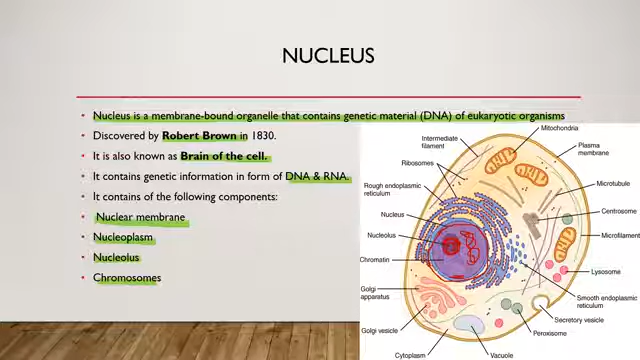 NUCLEUS
Nucleus is a membrane-bound organelle that contains genetic material (DNA) of eukaryotic organisms
Discovered by Robert Brown in 1830.
It is also known as Brain of the cell.
It contains genetic information in form of DNA & RNA.
It contains of the following components:
Nuclear membrane
Nucleoplasm
Nucleolus
Chromosomes
Mitochondria
Intermediate
filament
Plasma
membrane
Ribosomes
Rough endoplasmic
reticulum
Microtubule
Nucleus
Centrosome
Nucleolus
Microfilament
Chromatin
Lysosome
Golgi
apparatus
Smooth endoplasmic
reticulum
Golgi vesicle
Secretory vesicle
Peroxisome
Cytoplasm
Vacuole